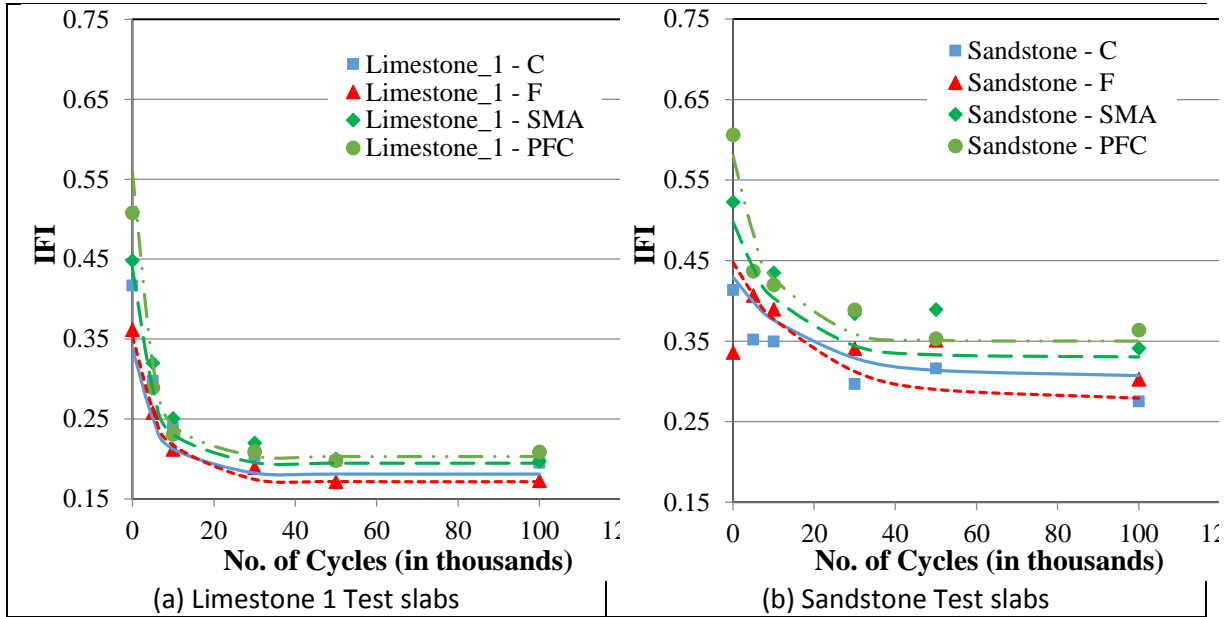 0.75
0.65
0.55
0.45
0.35
0.25
0.15
IFI
Limestone_1 - C
Limestone_1 - F
Limestone_1 - SMA
Limestone_1 - PFC
0 20 40 60 80 100 12
No. of Cycles (in thousands)
(a) Limestone 1 Test slabs
0.75
0.65
0.55
0.45
0.35
0.25
0.15
IFI
Sandstone - C
Sandstone - F
Sandstone - SMA
Sandstone - PFC
0 20 40 60 80 100 12
No. of Cycles (in thousands)
(b) Sandstone Test slabs